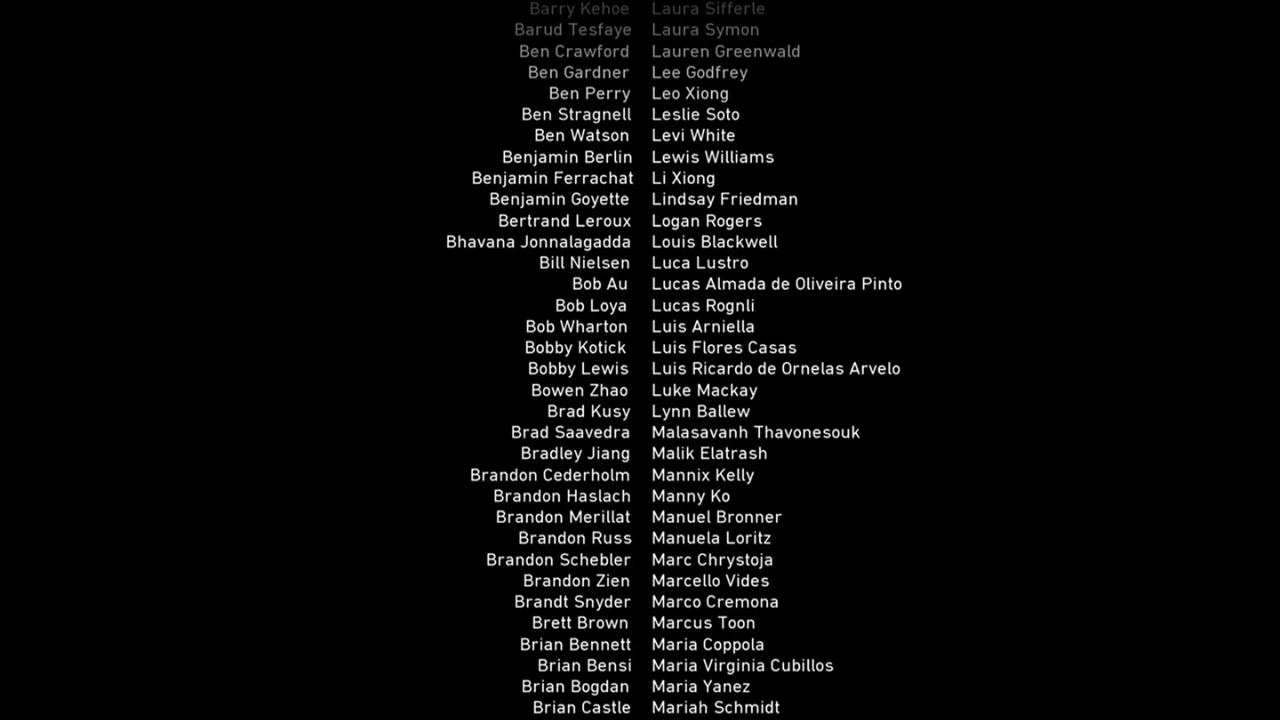 Barry Kehoe Laura Sifferle
Barud Tesfaye Laura Symon
Ben Crawford Lauren Greenwald
Ben Gardner Lee Godfrey
Ben Perry Leo Xiong
Ben Stragnell Leslie Soto
Ben Watson Levi White
Benjamin Berlin Lewis Williams
Benjamin Ferrachat Li Xiong
Benjamin Goyette Lindsay Friedman
Bertrand Leroux Logan Rogers
Bhavana Jonnalagadda Louis Blackwell
Bill Nielsen Luca Lustro
Bob Au Lucas Almada de Oliveira Pinto
Bob Loya Lucas Rognli
Bob Wharton Luis Arniella
Bobby Kotick Luis Flores Casas
Bobby Lewis Luis Ricardo de Ornelas Arvelo
Bowen Zhao Luke Mackay
Brad Kusy Lynn Ballew
Brad Saavedra Malasavanh Thavonesouk
Bradley Jiang Malik Elatrash
Brandon Cederholm Mannix Kelly
Brandon Haslach Manny Ko
Brandon Merillat Manuel Bronner
Brandon Russ Manuela Loritz
Brandon Schebler Marc Chrystoja
Brandon Zien Marcello Vides
Brandt Snyder Marco Cremona
Brett Brown Marcus Toon
Brian Bennett Maria Coppola
Brian Bensi Maria Virginia Cubillos
Brian Bogdan Maria Yanez
Brian Castle Mariah Schmidt